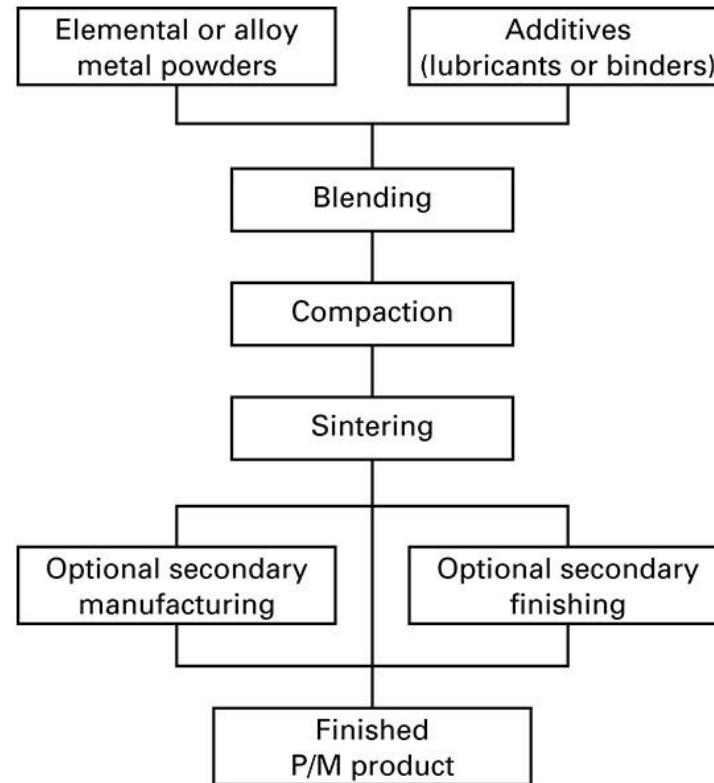 Elemental or alloy
metal powders
Additives
(lubricants or binders)
Blending
Compaction
Sintering
Optional secondary
manufacturing
Optional secondary
finishing
Finished
P/M product